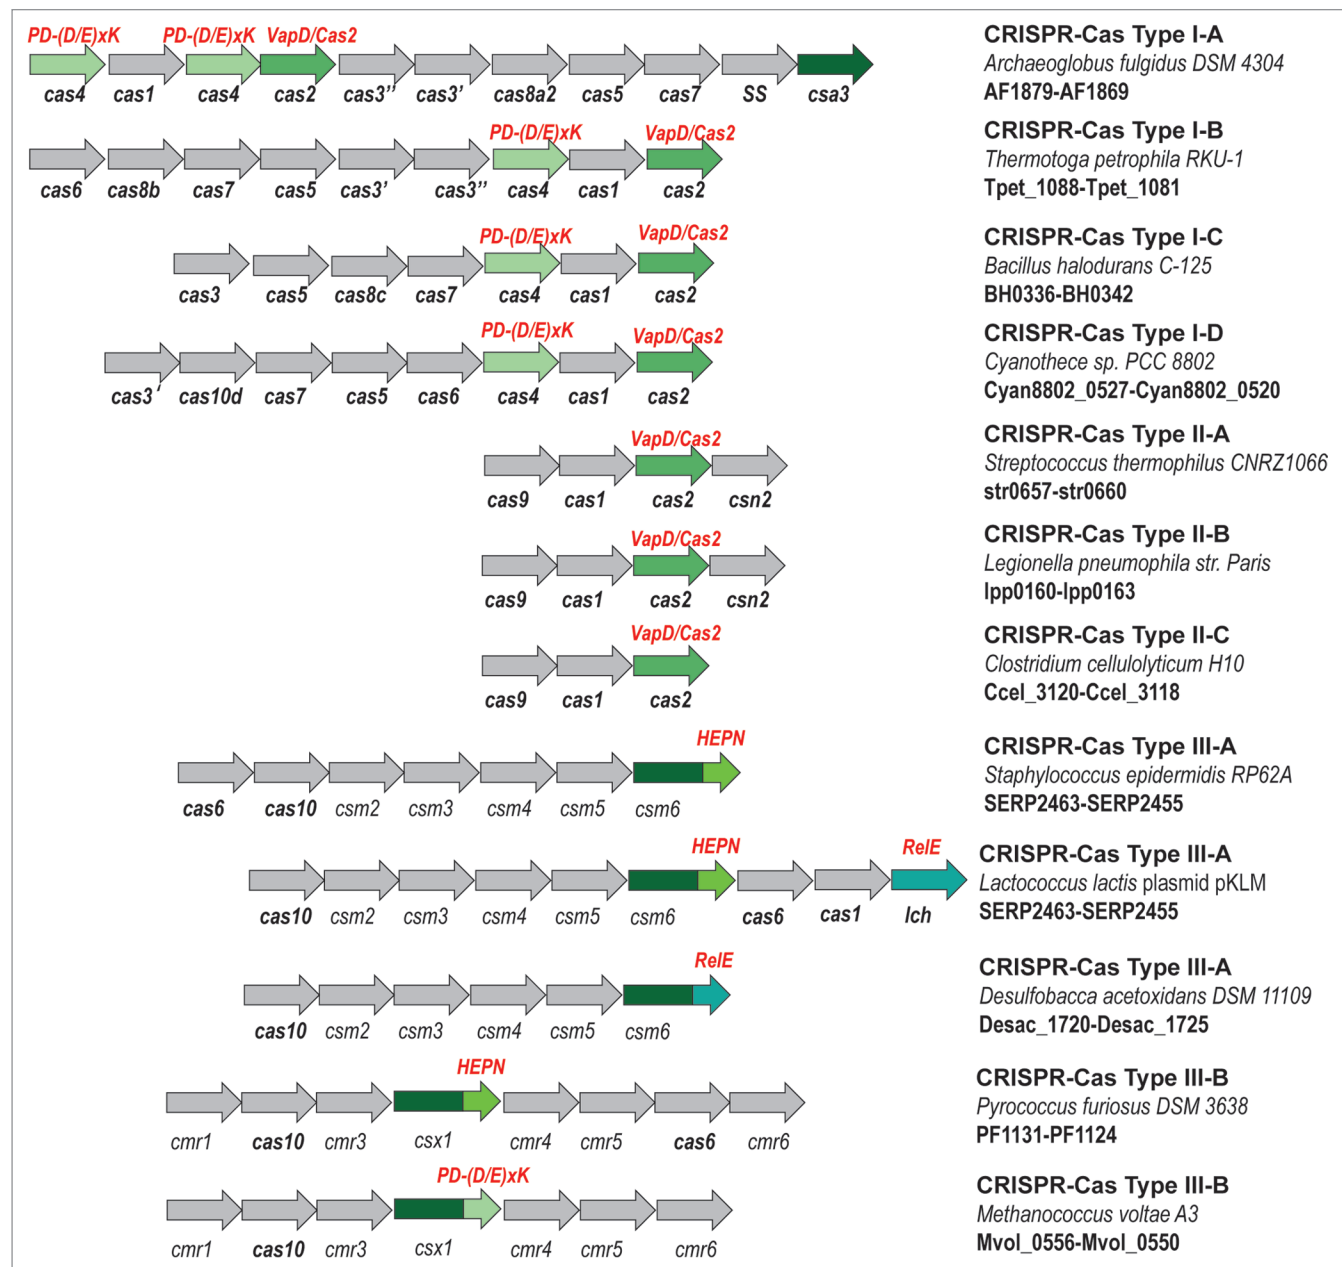 PD-(D/E)xK PD-(D/E)xK VapD/Cas2
cas4 cas1 cas4 cas2 cas3'' cas3' cas8a2 cas5 cas7 SS csa3
CRISPR-Cas Type I-A
Archaeoglobus fulgidus DSM 4304
AF1879-AF1869
PD-(D/E)xK VapD/Cas2
cas6 cas8b cas7 cas5 cas3' cas3'' cas4 cas1 cas2
CRISPR-Cas Type I-B
Thermotoga petrophila RKU-1
Tpet_1088-Tpet_1081
PD-(D/E)xK VapD/Cas2
cas3 cas5 cas8c cas7 cas4 cas1 cas2
CRISPR-Cas Type I-C
Bacillus halodurans C-125
BH0336-BH0342
PD-(D/E)xK VapD/Cas2
cas3' cas10d cas7 cas5 cas6 cas4 cas1 cas2
CRISPR-Cas Type I-D
Cyanothece sp. PCC 8802
Cyan8802_0527-Cyan8802_0520
VapD/Cas2
cas9 cas1 cas2 csn2
CRISPR-Cas Type II-A
Streptococcus thermophilus CNRZ1066
str0657-str0660
VapD/Cas2
cas9 cas1 cas2 csn2
CRISPR-Cas Type II-B
Legionella pneumophila str. Paris
lpp0160-lpp0163
VapD/Cas2
cas9 cas1 cas2
CRISPR-Cas Type II-C
Clostridium cellulolyticum H10
Ccel_3120-Ccel_3118
HEPN
cas6 cas10 csm2 csm3 csm4 csm5 csm6
CRISPR-Cas Type III-A
Staphylococcus epidermidis RP62A
SERP2463-SERP2455
HEPN RelE
cas10 csm2 csm3 csm4 csm5 csm6 cas6 cas1 lch
CRISPR-Cas Type III-A
Lactococcus lactis plasmid pKLM
SERP2463-SERP2455
RelE
cas10 csm2 csm3 csm4 csm5 csm6
CRISPR-Cas Type III-A
Desulfobacca acetoxidans DSM 11109
Desac_1720-Desac_1725
HEPN
cmr1 cas10 cmr3 csx1 cmr4 cmr5 cas6 cmr6
CRISPR-Cas Type III-B
Pyrococcus furiosus DSM 3638
PF1131-PF1124
PD-(D/E)xK
cmr1 cas10 cmr3 csx1 cmr4 cmr5 cmr6
CRISPR-Cas Type III-B
Methanococcus voltae A3
Mvol_0556-Mvol_0550